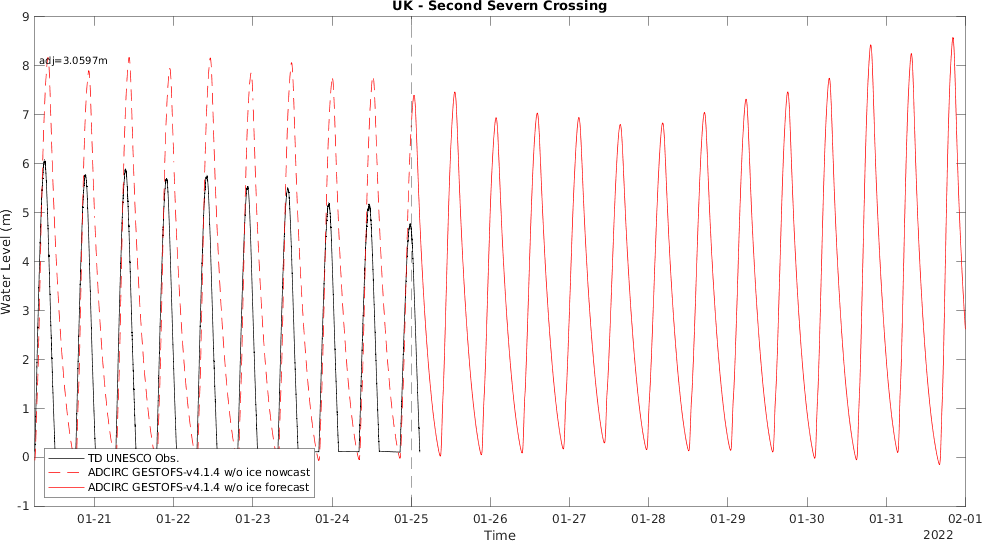 UK - Second Severn Crossing
adj=3.0597m
Water Level (m)
9
8
7
6
5
4
3
2
1
0
-1
TD UNESCO Obs.
ADCIRC GESTOFS-v4.1.4 w/o ice nowcast
ADCIRC GESTOFS-v4.1.4 w/o ice forecast
01-21 01-22 01-23 01-24 01-25 01-26 01-27 01-28 01-29 01-30 01-31 02-01
Time
2022